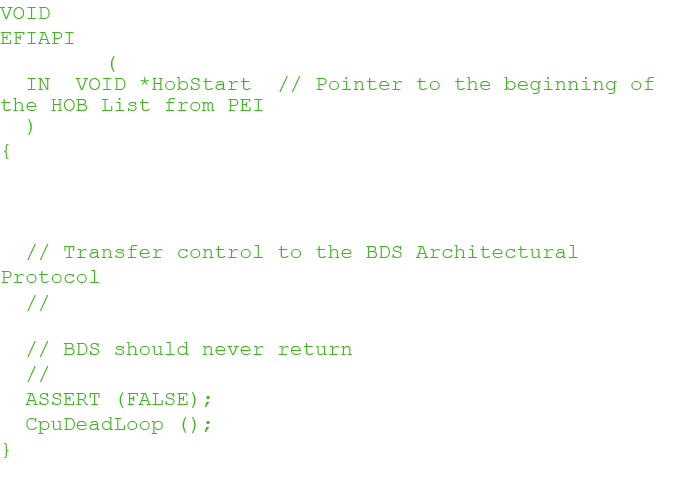 VOID
EFIAPI
(
IN  VOID *HobStart  // Pointer to the beginning of
the HOB List from PEI
)
{
// Transfer control to the BDS Architectural
Protocol
//
// BDS should never return
//
ASSERT (FALSE);
CpuDeadLoop ();
}